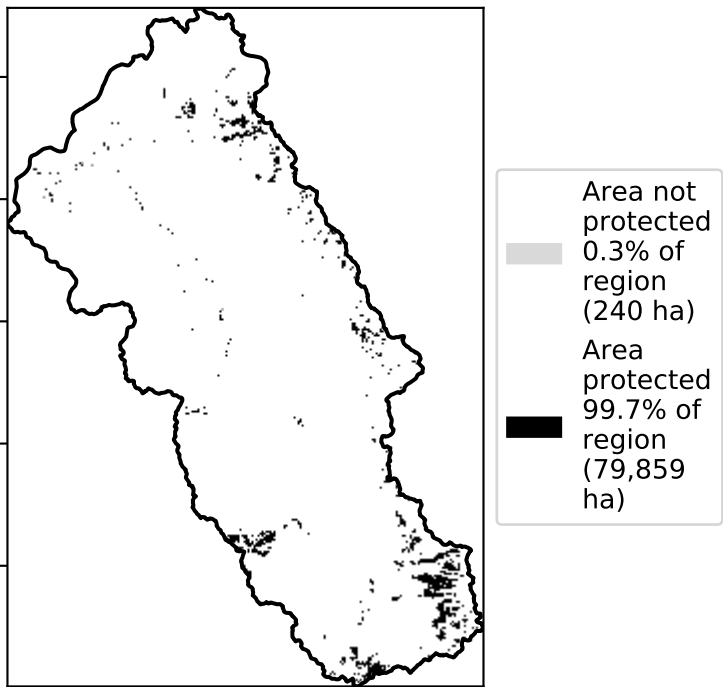 Area not
protected
0.3% of
region
(240 ha)
Area
protected
99.7% of
region
(79,859
ha)